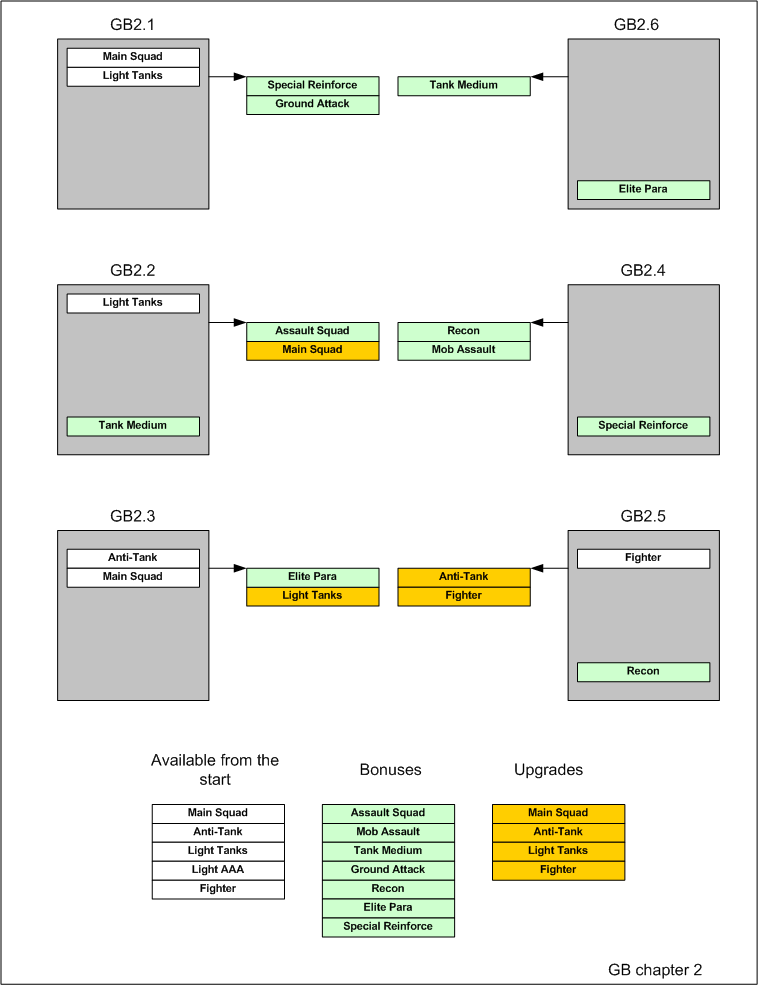 GB2.1
Main Squad
Light Tanks
Special Reinforce
Ground Attack
GB2.6
Tank Medium
Elite Para
GB2.2
Light Tanks
Tank Medium
Assault Squad
Main Squad
GB2.4
Recon
Mob Assault
Special Reinforce
GB2.3
Anti-Tank
Main Squad
Elite Para
Light Tanks
GB2.5
Anti-Tank
Fighter
Fighter
Recon
Available from the
start
Main Squad
Anti-Tank
Light Tanks
Light AAA
Fighter
Bonuses
Assault Squad
Mob Assault
Tank Medium
Ground Attack
Recon
Elite Para
Special Reinforce
Upgrades
Main Squad
Anti-Tank
Light Tanks
Fighter
GB chapter 2